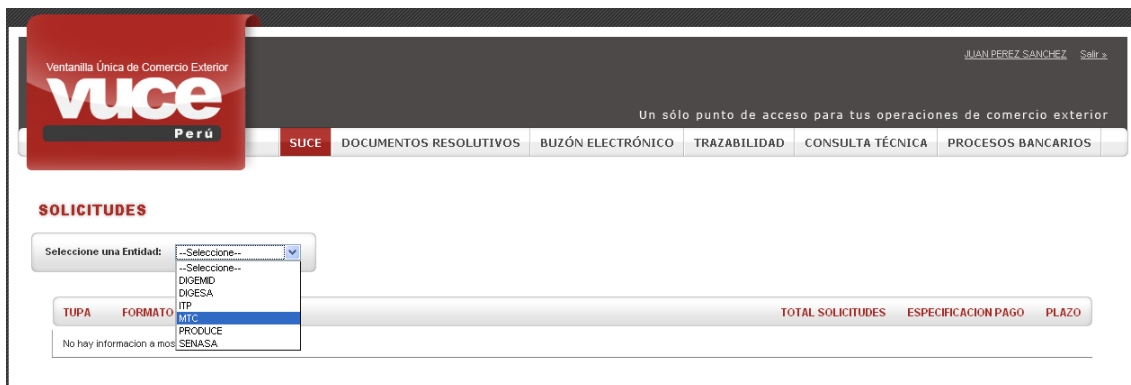 Ventanilla Única de Comercio Exterior
vuce
Perú
JUAN PEREZ SANCHEZ Salir »
Un sólo punto de acceso para tus operaciones de comercio exterior
SUCE DOCUMENTOS RESOLUTIVOS BUZÓN ELECTRÓNICO TRAZABILIDAD CONSULTA TÉCNICA PROCESOS BANCARIOS
SOLICITUDES
Seleccione una Entidad: --Seleccione--
--Seleccione--
DIGEMID
DIGESA
ITP
MTC
PRODUCE
SENASA
TUPA FORMATO TOTAL SOLICITUDES ESPECIFICACION PAGO PLAZO
No hay informacion a mos